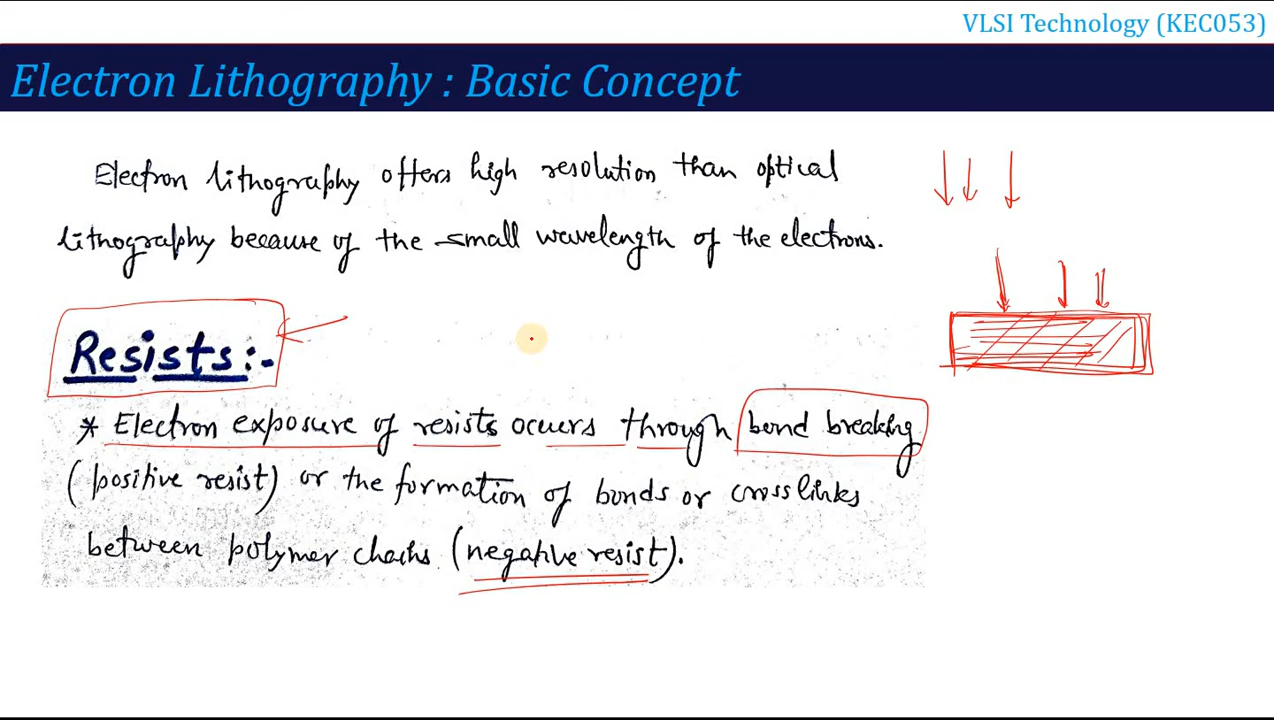 VLSI Technology (KEC053)
Electron Lithography : Basic Concept
Electron lithography offers high resolution than optical
lithography because of the small wavelength of the electrons.
Resists:-
* Electron exposure of resists occurs through bond breaking
(positive resist) or the formation of bonds or crosslinks
between polymer chains (negative resist).